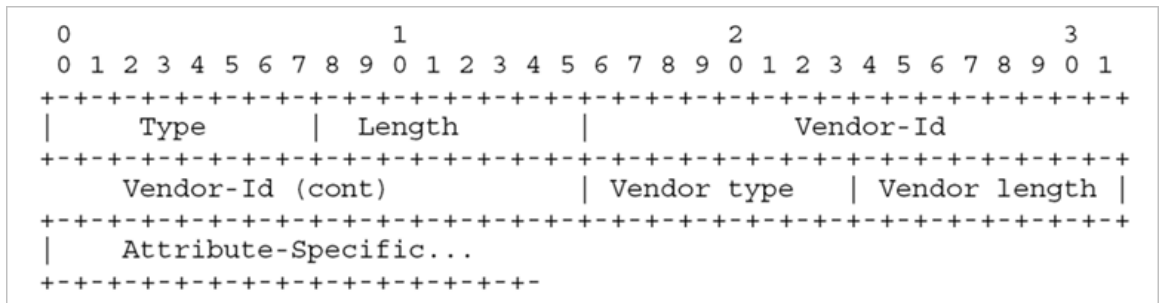 0                   1                   2                   3
 0 1 2 3 4 5 6 7 8 9 0 1 2 3 4 5 6 7 8 9 0 1 2 3 4 5 6 7 8 9 0 1
+-+-+-+-+-+-+-+-+-+-+-+-+-+-+-+-+-+-+-+-+-+-+-+-+-+-+-+-+-+-+-+-+
|     Type      |  Length       |            Vendor-Id
+-+-+-+-+-+-+-+-+-+-+-+-+-+-+-+-+-+-+-+-+-+-+-+-+-+-+-+-+-+-+-+-+
     Vendor-Id (cont)           | Vendor type   | Vendor length |
+-+-+-+-+-+-+-+-+-+-+-+-+-+-+-+-+-+-+-+-+-+-+-+-+-+-+-+-+-+-+-+-+
|    Attribute-Specific...
+-+-+-+-+-+-+-+-+-+-+-+-+-+-+-